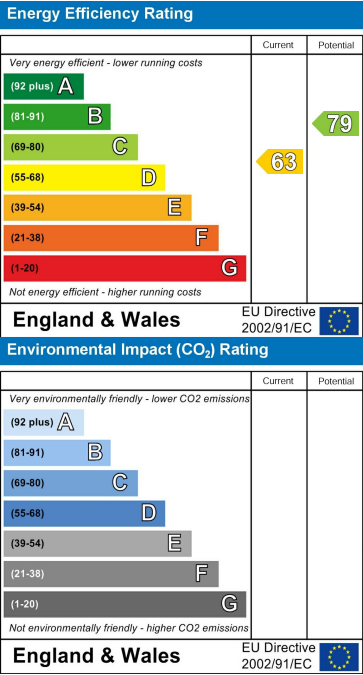 Energy Efficiency Rating
Current Potential
Very energy efficient - lower running costs
(92 plus) A
(81-91) B
79
(69-80) C
63
(55-68) D
(39-54) E
(21-38) F
(1-20) G
Not energy efficient - higher running costs
England & Wales
EU Directive
2002/91/EC
Environmental Impact (CO₂) Rating
Current Potential
Very environmentally friendly - lower CO2 emissions
(92 plus) A
(81-91) B
(69-80) C
(55-68) D
(39-54) E
(21-38) F
(1-20) G
Not environmentally friendly - higher CO2 emissions
England & Wales
EU Directive
2002/91/EC